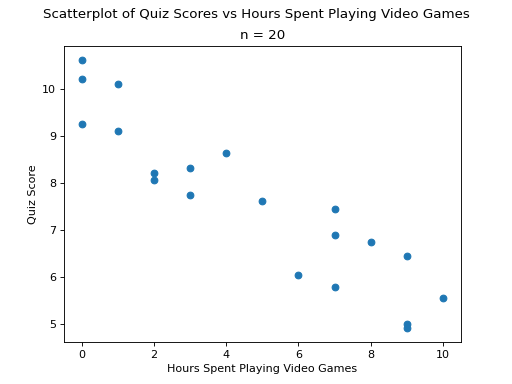 Scatterplot of Quiz Scores vs Hours Spent Playing Video Games
n = 20
10
9
8
7
6
5
Quiz Score
0 2 4 6 8 10
Hours Spent Playing Video Games